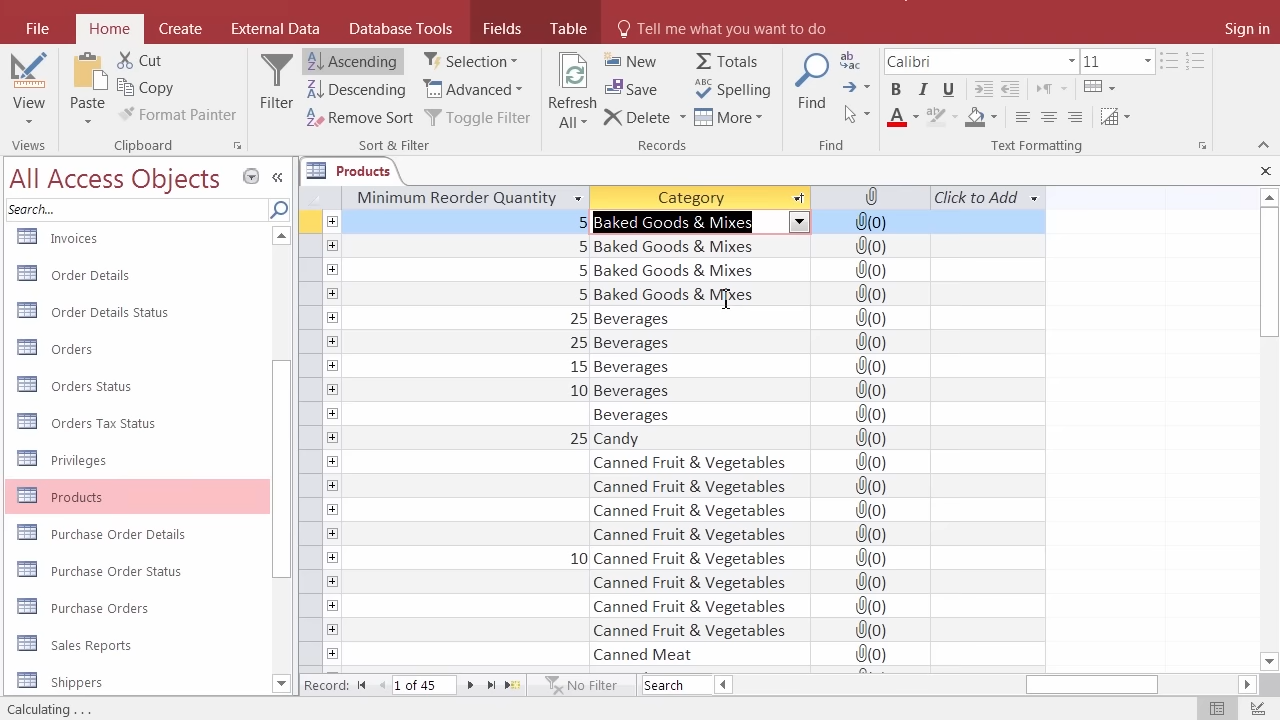 File Home Create External Data Database Tools Fields Table Tell me what you want to do Sign in
View
Views
Paste
Cut
Copy
Format Painter
Clipboard
Filter
Ascending
Descending
Remove Sort
Selection
Advanced
Toggle Filter
Sort & Filter
Refresh
All
New
Save
Delete
Totals
Spelling
More
Records
Find
Find
Calibri 11
B I U
A
Text Formatting
All Access Objects
Search...
Invoices
Order Details
Order Details Status
Orders
Orders Status
Orders Tax Status
Privileges
Products
Purchase Order Details
Purchase Order Status
Purchase Orders
Sales Reports
Shippers
Products
Minimum Reorder Quantity Category Click to Add
5 Baked Goods & Mixes (0)
5 Baked Goods & Mixes (0)
5 Baked Goods & Mixes (0)
5 Baked Goods & Mixes (0)
25 Beverages (0)
25 Beverages (0)
15 Beverages (0)
10 Beverages (0)
Beverages (0)
25 Candy (0)
Canned Fruit & Vegetables (0)
Canned Fruit & Vegetables (0)
Canned Fruit & Vegetables (0)
Canned Fruit & Vegetables (0)
10 Canned Fruit & Vegetables (0)
Canned Fruit & Vegetables (0)
Canned Fruit & Vegetables (0)
Canned Fruit & Vegetables (0)
Canned Meat (0)
Record: 1 of 45 No Filter Search
Calculating . . .